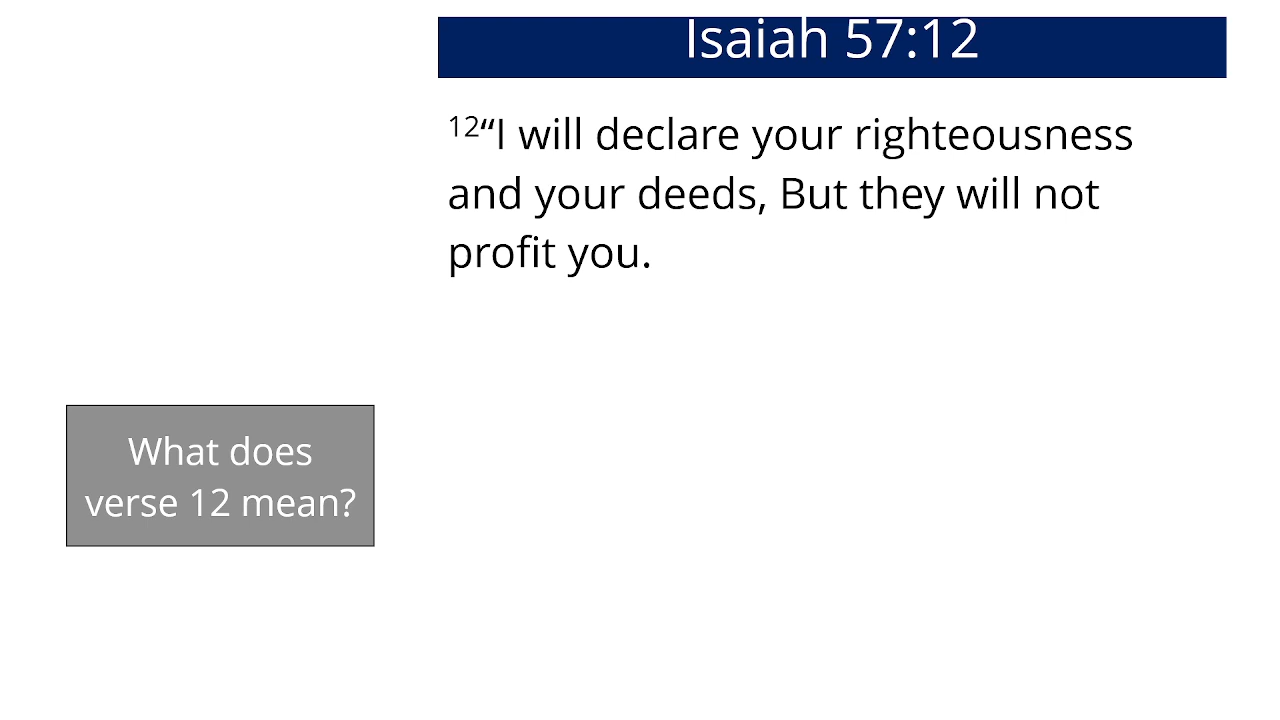 Isaiah 57:12
12“I will declare your righteousness
and your deeds, But they will not
profit you.
What does
verse 12 mean?